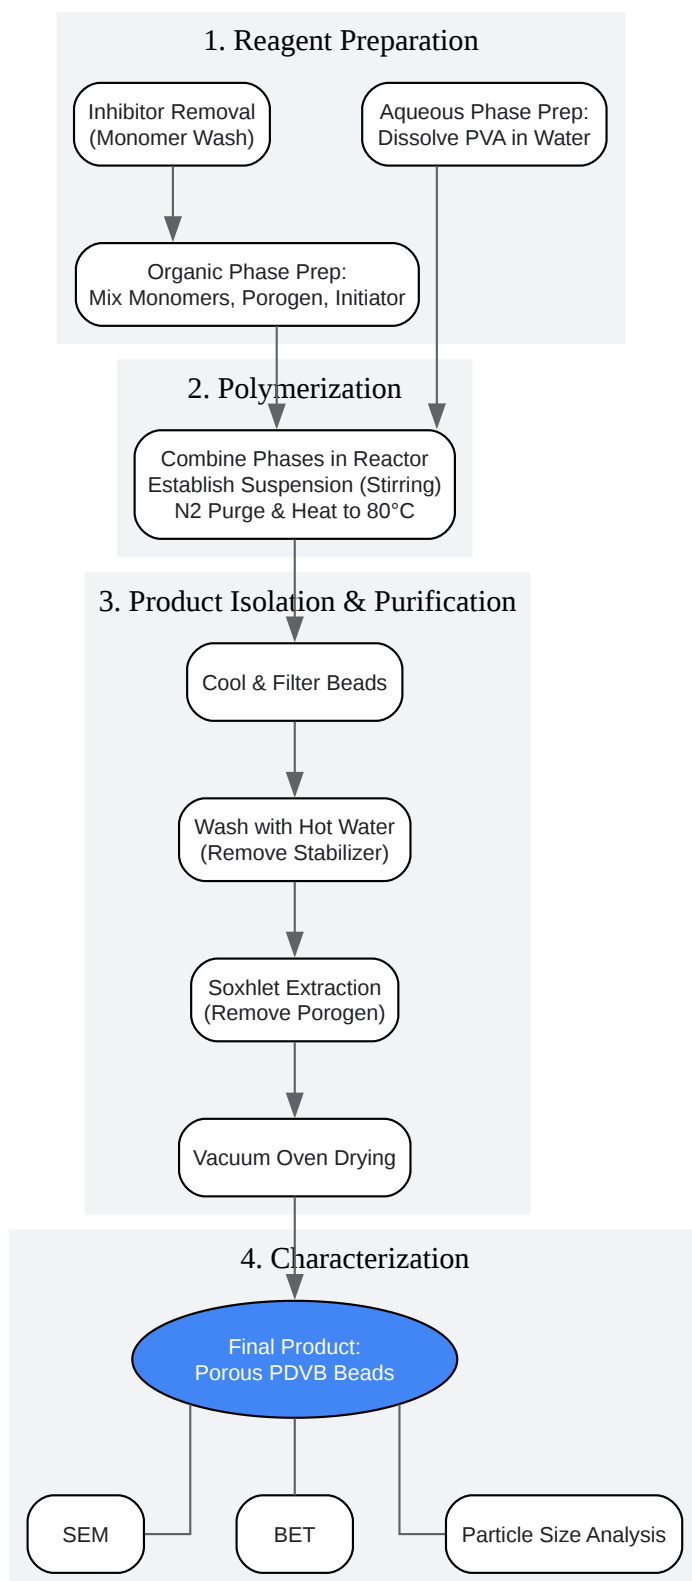 1. Reagent Preparation
Inhibitor Removal
(Monomer Wash)
Aqueous Phase Prep:
Dissolve PVA in Water
Organic Phase Prep:
Mix Monomers, Porogen, Initiator
2. Polymerization
Combine Phases in Reactor
Establish Suspension (Stirring)
N2 Purge & Heat to 80°C
3. Product Isolation & Purification
Cool & Filter Beads
Wash with Hot Water
(Remove Stabilizer)
Soxhlet Extraction
(Remove Porogen)
Vacuum Oven Drying
4. Characterization
Final Product:
Porous PDVB Beads
SEM
BET
Particle Size Analysis